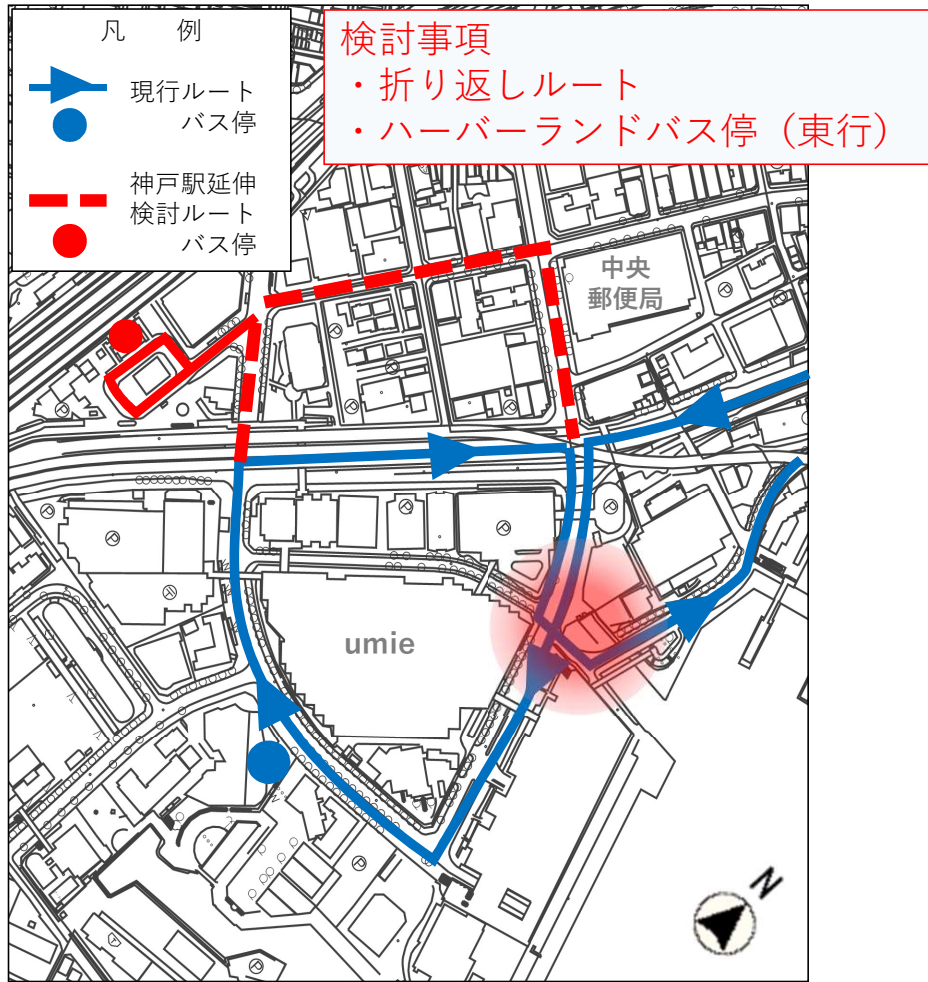 凡　例
現行ルート
バス停
神戸駅延伸
検討ルート
バス停
検討事項
・折り返しルート
・ハーバーランドバス停（東行）
中央
郵便局
umie
N